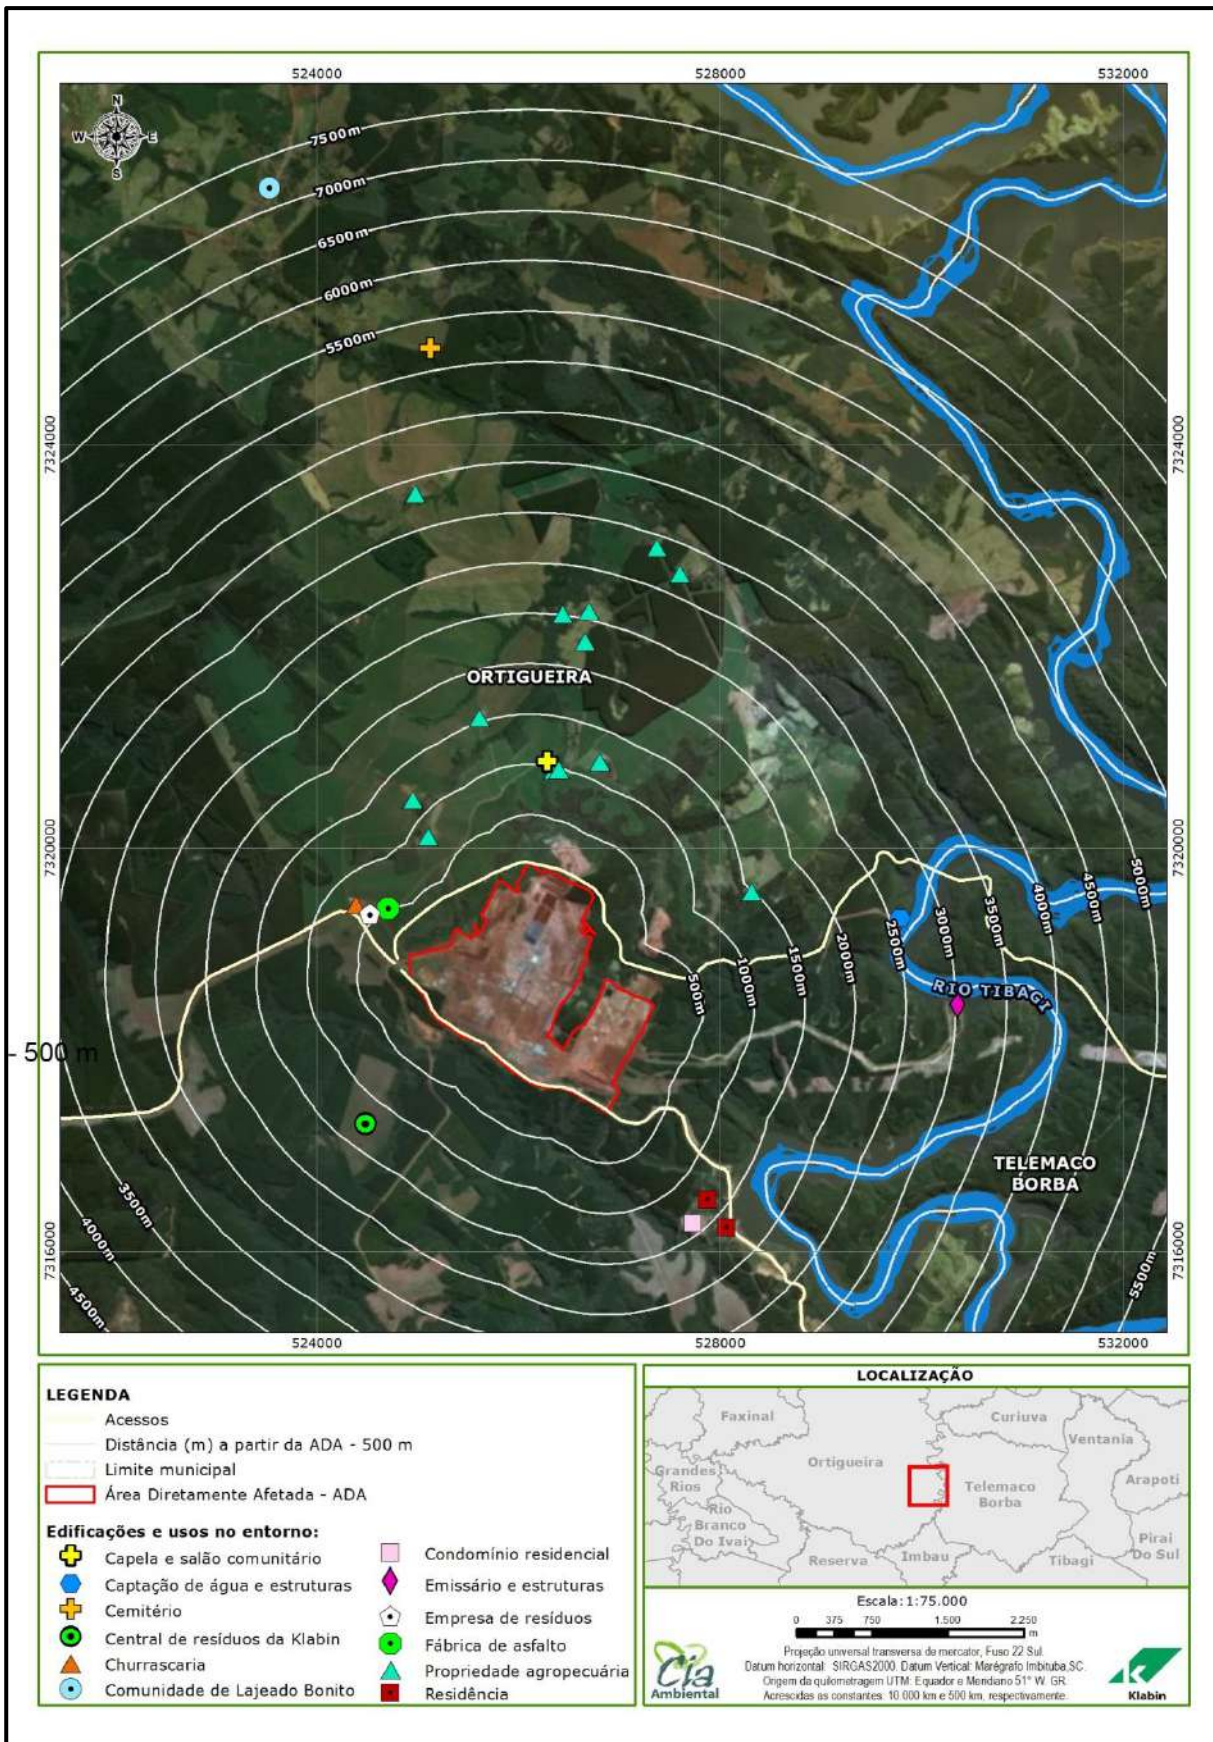 524000
528000
532000
N
W
E
S
7500m
7000m
6500m
6000m
5500m
7324000
7324000
ORTIGUEIRA
7320000
7320000
5000m
4500m
4000m
3500m
3000m
2500m
2000m
1500m
1000m
500m
RIO TIBAGI
- 500 m
TELEMACO
BORBA
3500m
4000m
4500m
5500m
7316000
7316000
524000
528000
532000
LEGENDA
Acessos
Distância (m) a partir da ADA - 500 m
Limite municipal
Área Diretamente Afetada - ADA
Edificações e usos no entorno:
Capela e salão comunitário
Captação de água e estruturas
Cemitério
Central de resíduos da Klabin
Churrascaria
Comunidade de Lajeado Bonito
Condomínio residencial
Emissário e estruturas
Empresa de resíduos
Fábrica de asfalto
Propriedade agropecuária
Residência
LOCALIZAÇÃO
Faxinal
Curiuva
Ventania
Ortigueira
Grandes
Rios
Telemaco
Borba
Arapoti
Rio
Branco
Do Ivai
Pirai
Do Sul
Reserva
Imbau
Tibagi
Escala: 1:75.000
0 375 750 1.500 2.250
m
Projeção universal transversa de mercator, Fuso 22 Sul.
Datum horizontal: SIRGAS2000. Datum Vertical: Marégrafo Imbituba,SC.
Origem da quilometragem UTM: Equador e Meridiano 51° W. GR.
Acrescidas as constantes: 10.000 km e 500 km, respectivamente.
Cia
Ambiental
Klabin